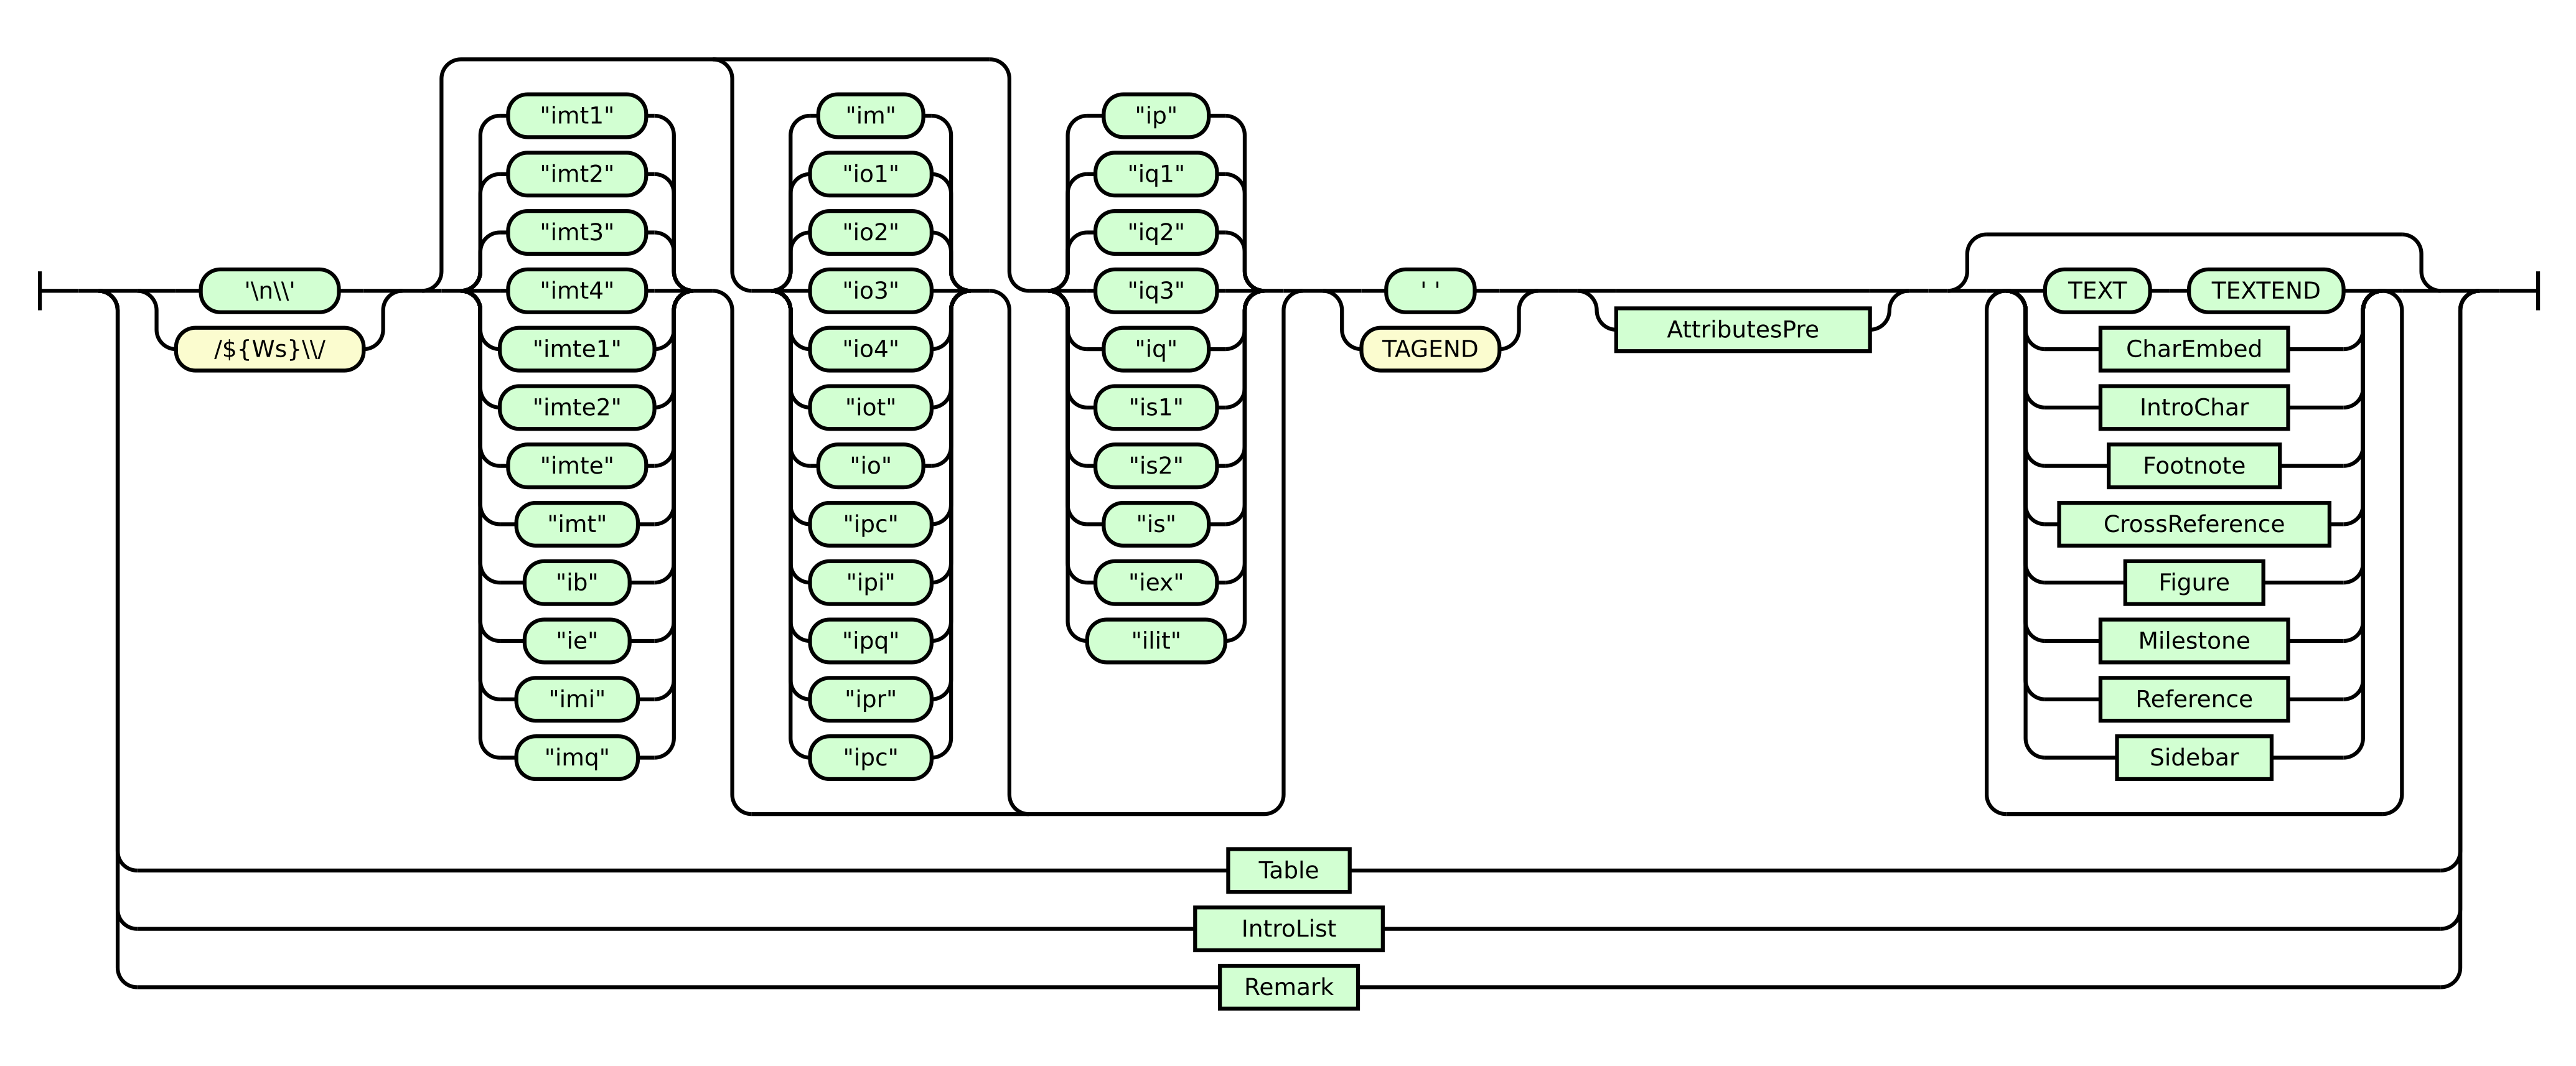 '\n\\'
/${Ws}\\/
"imt1"
"imt2"
"imt3"
"imt4"
"imte1"
"imte2"
"imte"
"imt"
"ib"
"ie"
"imi"
"imq"
"im"
"io1"
"io2"
"io3"
"io4"
"iot"
"io"
"ipc"
"ipi"
"ipq"
"ipr"
"ipc"
"ip"
"iq1"
"iq2"
"iq3"
"iq"
"is1"
"is2"
"is"
"iex"
"ilit"
' '
TAGEND
AttributesPre
TEXT TEXTEND
CharEmbed
IntroChar
Footnote
CrossReference
Figure
Milestone
Reference
Sidebar
Table
IntroList
Remark